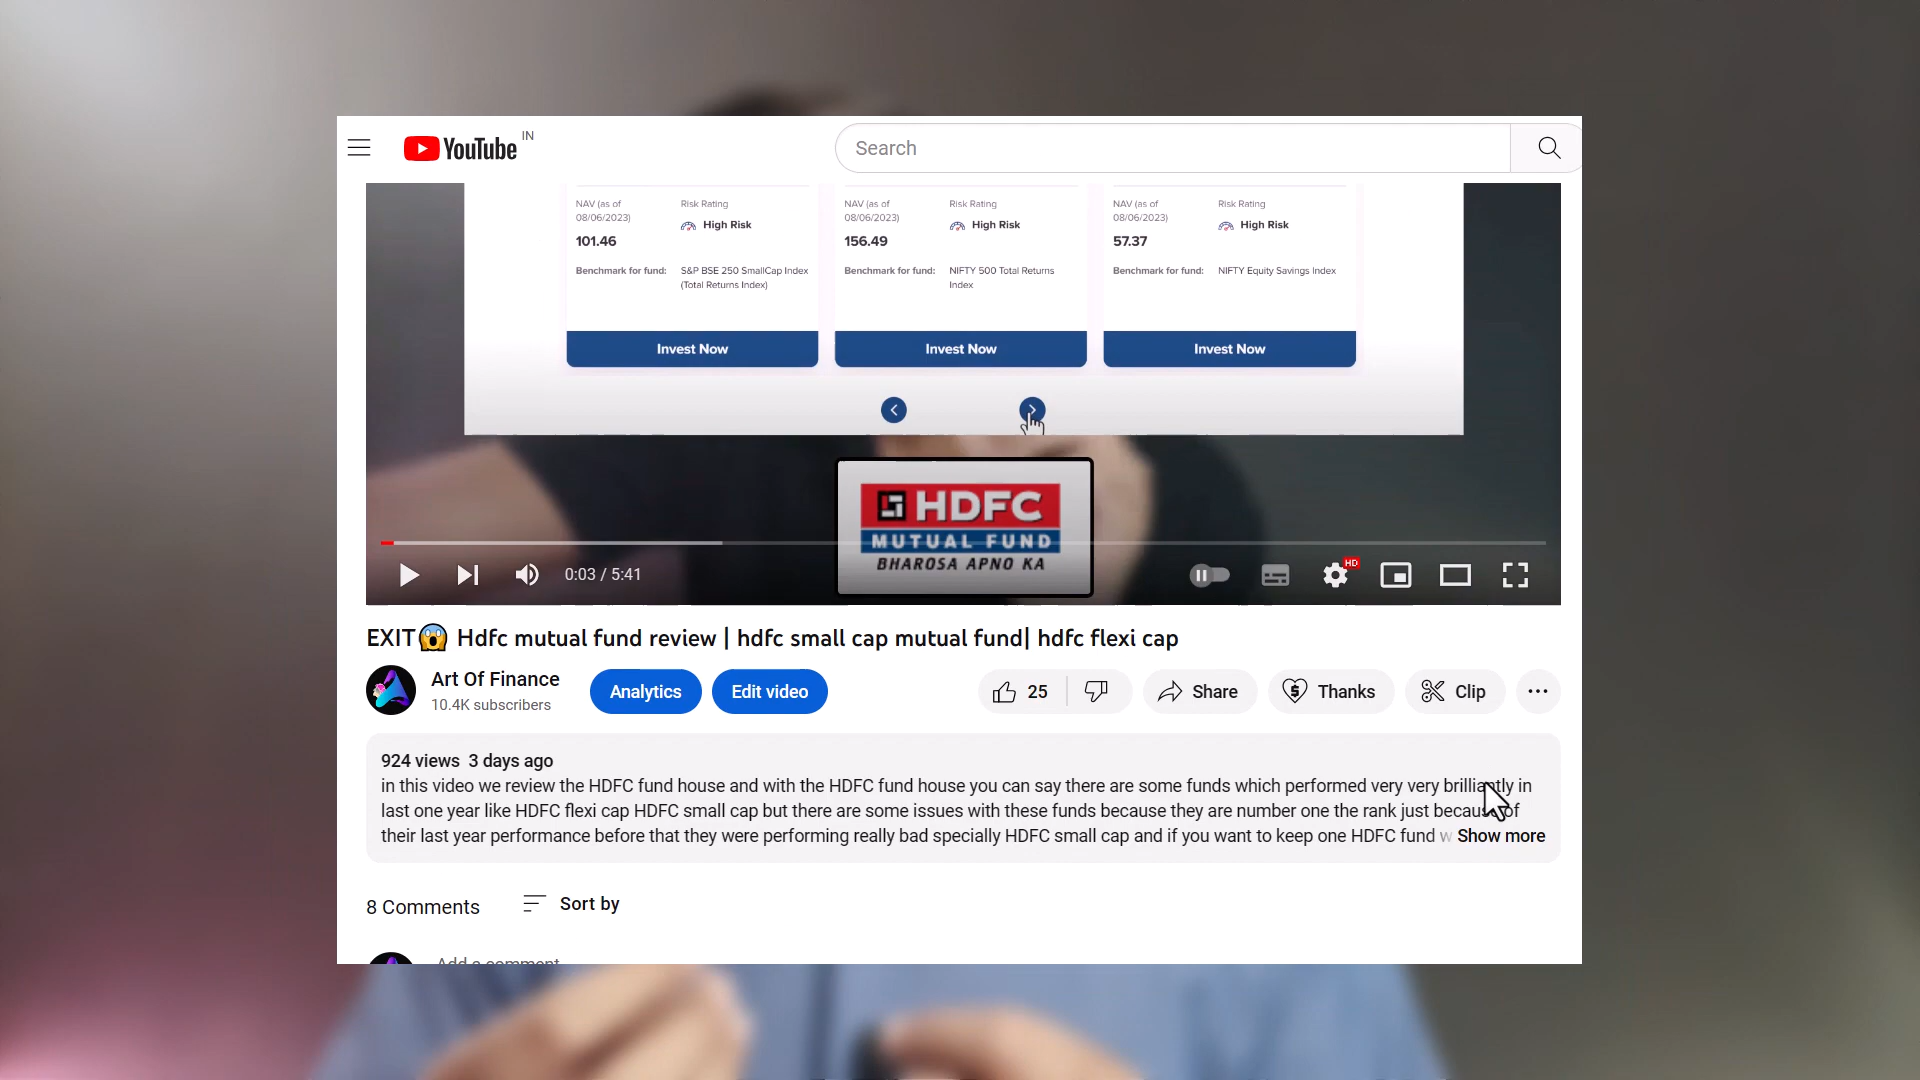 YouTube IN
Search
NAV (as of
08/06/2023)
101.46
Risk Rating
High Risk
Benchmark for fund:
S&P BSE 250 SmallCap Index
(Total Returns Index)
Invest Now
NAV (as of
08/06/2023)
156.49
Risk Rating
High Risk
Benchmark for fund:
NIFTY 500 Total Returns
Index
Invest Now
NAV (as of
08/06/2023)
57.37
Risk Rating
High Risk
Benchmark for fund:
NIFTY Equity Savings Index
Invest Now
HDFC
MUTUAL FUND
BHAROSA APNO KA
0:03 / 5:41
HD
EXIT😱 Hdfc mutual fund review | hdfc small cap mutual fund| hdfc flexi cap
Art Of Finance
10.4K subscribers
Analytics
Edit video
25
Share
Thanks
Clip
924 views 3 days ago
in this video we review the HDFC fund house and with the HDFC fund house you can say there are some funds which performed very very brilliantly in
last one year like HDFC flexi cap HDFC small cap but there are some issues with these funds because they are number one the rank just because of
their last year performance before that they were performing really bad specially HDFC small cap and if you want to keep one HDFC fund w Show more
8 Comments
Sort by
Add a comment